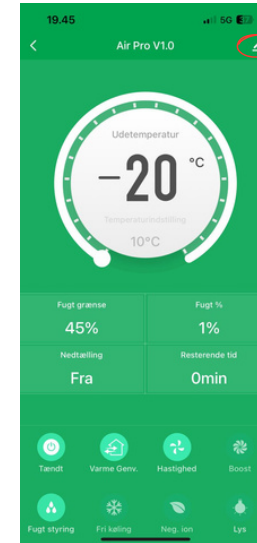 19.45
5G
Air Pro V1.0
Udetemperatur
−20 °C
Temperaturindstilling
10°C
Fugt grænse
Fugt %
45%
1%
Nedtælling
Resterende tid
Fra
0min
Tændt
Varme Genv.
Hastighed
Boost
Fugt styring
Fri køling
Neg. ion
Lys